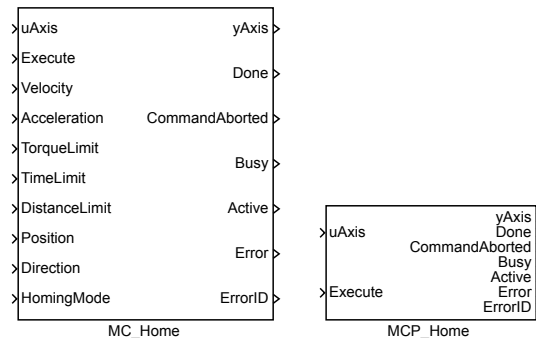 uAxis
Execute
Velocity
Acceleration
TorqueLimit
TimeLimit
DistanceLimit
Position
Direction
HomingMode
yAxis
Done
CommandAborted
Busy
Active
Error
ErrorID
MC_Home
uAxis
Execute
yAxis
Done
CommandAborted
Busy
Active
Error
ErrorID
MCP_Home